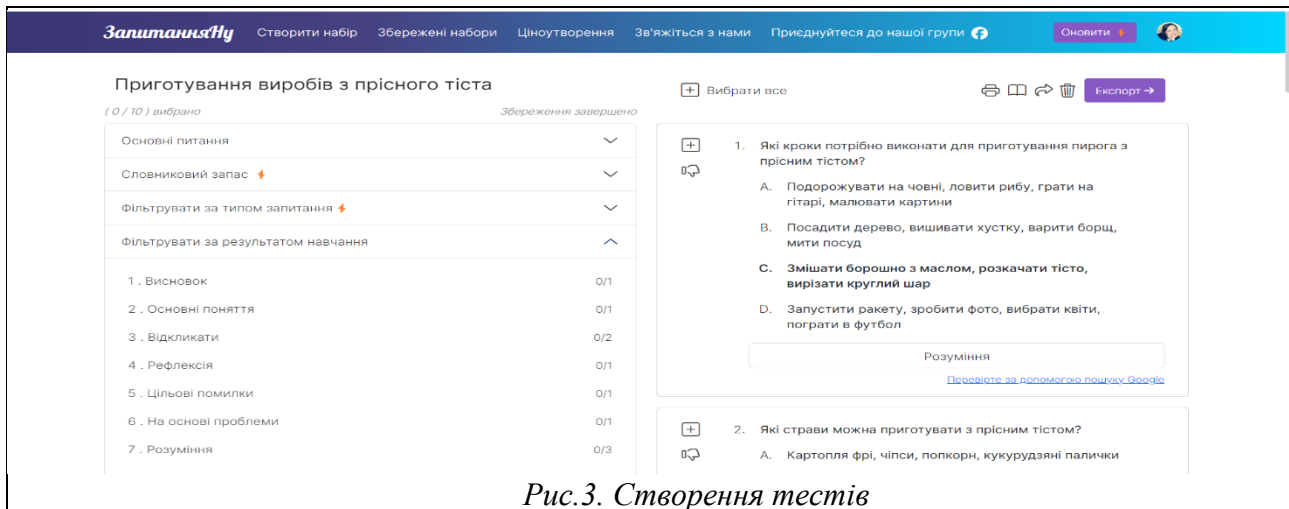 ЗапитанняНу Створити набір Збережені набори Ціноутворення Зв'яжіться з нами Приєднуйтеся до нашої групи Оновити
Приготування виробів з прісного тіста
( 0 / 10 ) вибрано Збереження завершено
Основні питання
Словниковий запас
Фільтрувати за типом запитання
Фільтрувати за результатом навчання
1 . Висновок 0/1
2 . Основні поняття 0/1
3 . Відкликати 0/2
4 . Рефлексія 0/1
5 . Цільові помилки 0/1
6 . На основі проблеми 0/1
7 . Розуміння 0/3
Вибрати все Експорт →
1. Які кроки потрібно виконати для приготування пирога з
прісним тістом?
A. Подорожувати на човні, ловити рибу, грати на
гітарі, малювати картини
B. Посадити дерево, вишивати хустку, варити борщ,
мити посуд
C. Змішати борошно з маслом, розкачати тісто,
вирізати круглий шар
D. Запустити ракету, зробити фото, вибрати квіти,
пограти в футбол
Розуміння
Перевірте за допомогою пошуку Google
2. Які страви можна приготувати з прісним тістом?
A. Картопля фрі, чіпси, попкорн, кукурудзяні палички
Рис.3. Створення тестів